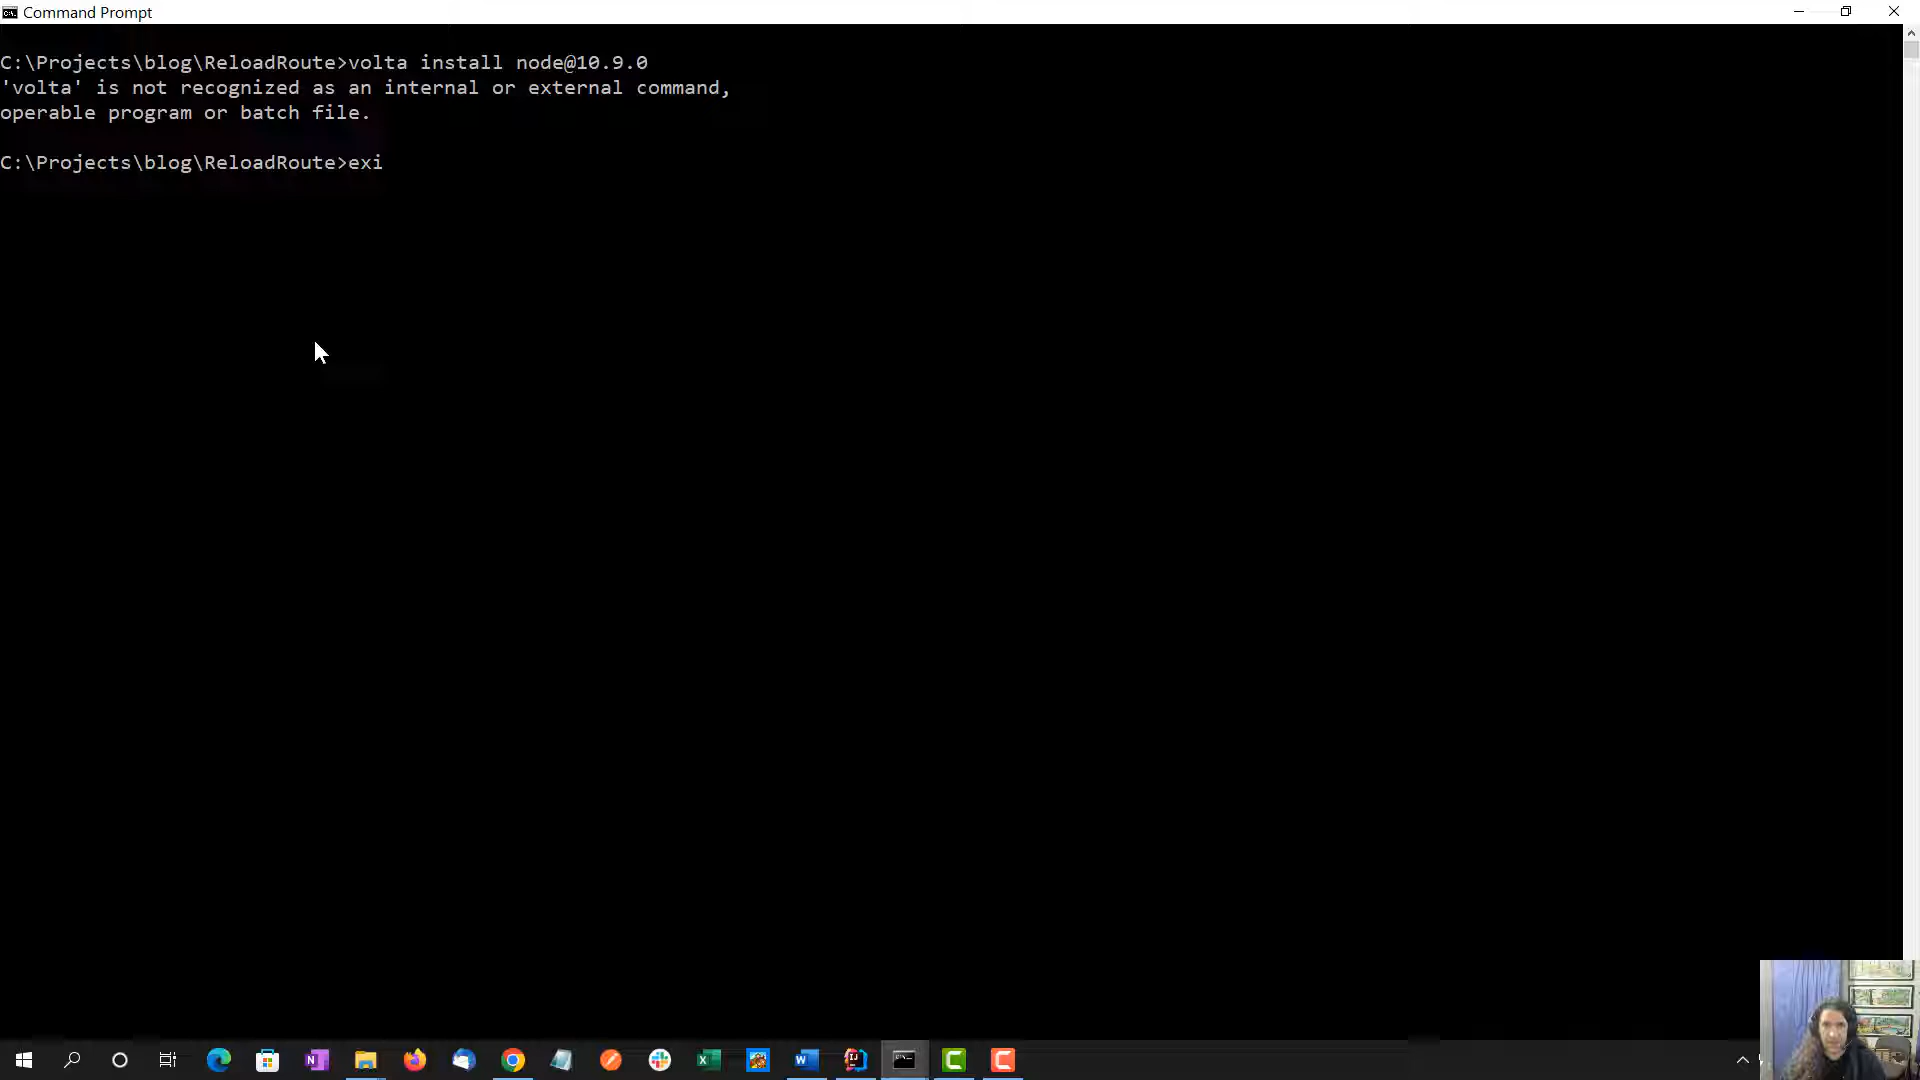 Command Prompt
C:\Projects\blog\ReloadRoute>volta install node@10.9.0
'volta' is not recognized as an internal or external command,
operable program or batch file.
C:\Projects\blog\ReloadRoute>exi